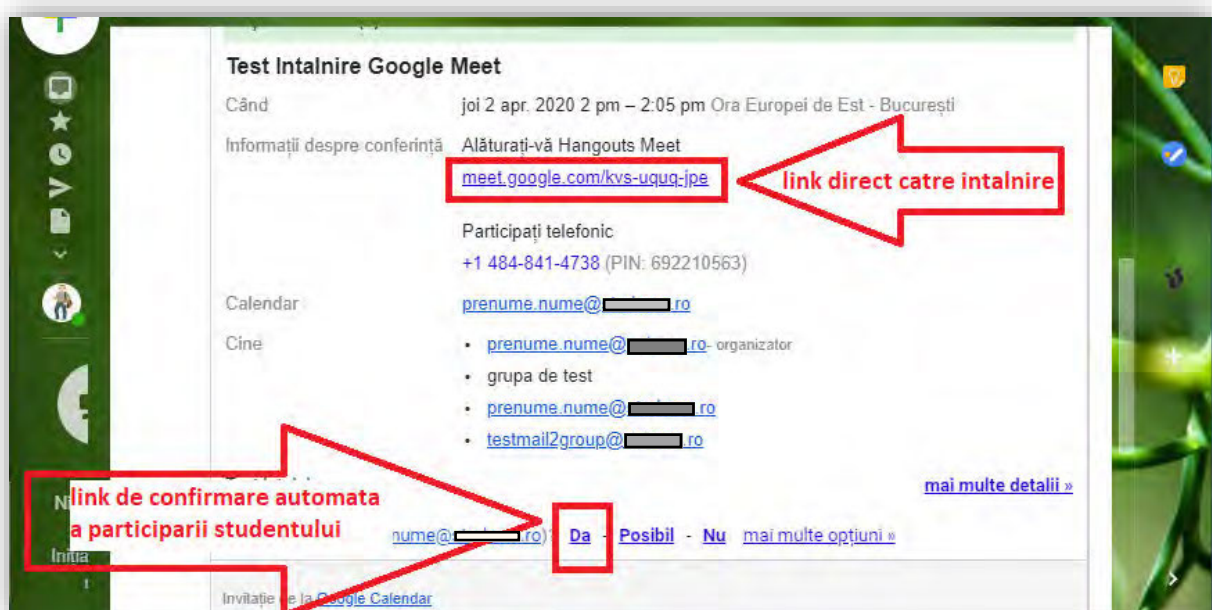 Test Intalnire Google Meet
Când joi 2 apr. 2020 2 pm – 2:05 pm Ora Europei de Est - București
Informații despre conferință Alăturați-vă Hangouts Meet
meet.google.com/kvs-uquq-jpe
link direct catre intalnire
Participați telefonic
+1 484-841-4738 (PIN: 692210563)
Calendar prenume.nume@ .ro
Cine • prenume.nume@ .ro- organizator
• grupa de test
• prenume.nume@ .ro
• testmail2group@ .ro
mai multe detalii »
link de confirmare automata
a participarii studentului
nume@ .ro)? Da - Posibil - Nu mai multe opțiuni »
Invitație de la Google Calendar